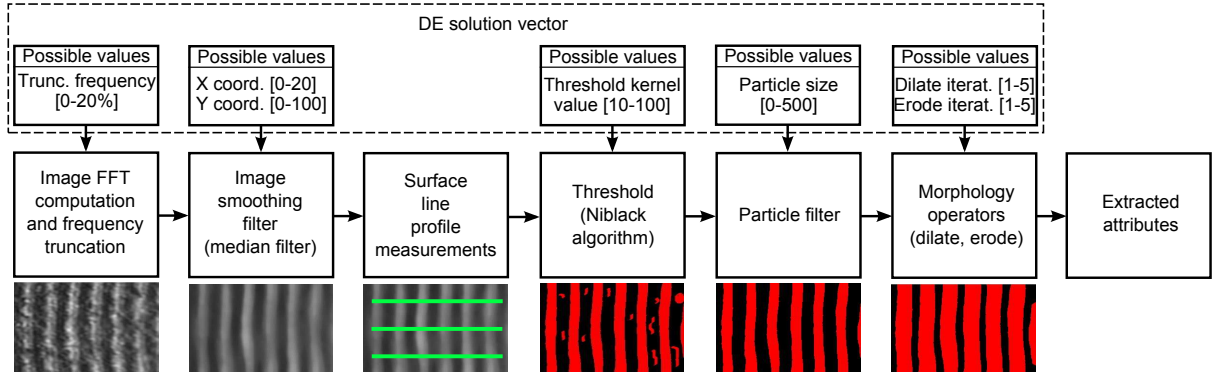 DE solution vector
Possible values
Trunc. frequency
[0-20%]
Possible values
X coord. [0-20]
Y coord. [0-100]
Possible values
Threshold kernel
value [10-100]
Possible values
Particle size
[0-500]
Possible values
Dilate iterat. [1-5]
Erode iterat. [1-5]
Image FFT
computation
and frequency
truncation
Image
smoothing
filter
(median filter)
Surface
line
profile
measurements
Threshold
(Niblack
algorithm)
Particle filter
Morphology
operators
(dilate, erode)
Extracted
attributes